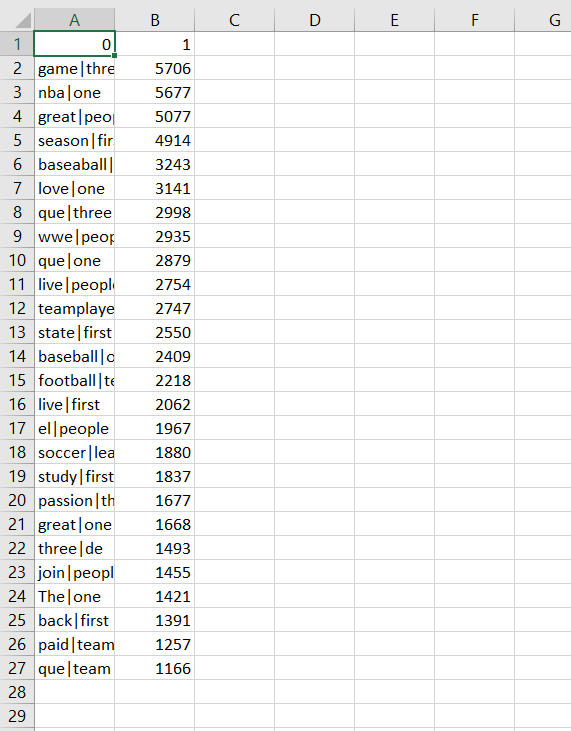 A B C D E F G
1 0 1
2 game|thre 5706
3 nba|one 5677
4 great|peop 5077
5 season|fir 4914
6 baseaball| 3243
7 love|one 3141
8 que|three 2998
9 wwe|peop 2935
10 que|one 2879
11 live|people 2754
12 teamplaye 2747
13 state|first 2550
14 baseball|o 2409
15 football|te 2218
16 live|first 2062
17 el|people 1967
18 soccer|lea 1880
19 study|first 1837
20 passion|th 1677
21 great|one 1668
22 three|de 1493
23 join|peopl 1455
24 The|one 1421
25 back|first 1391
26 paid|team 1257
27 que|team 1166
28
29